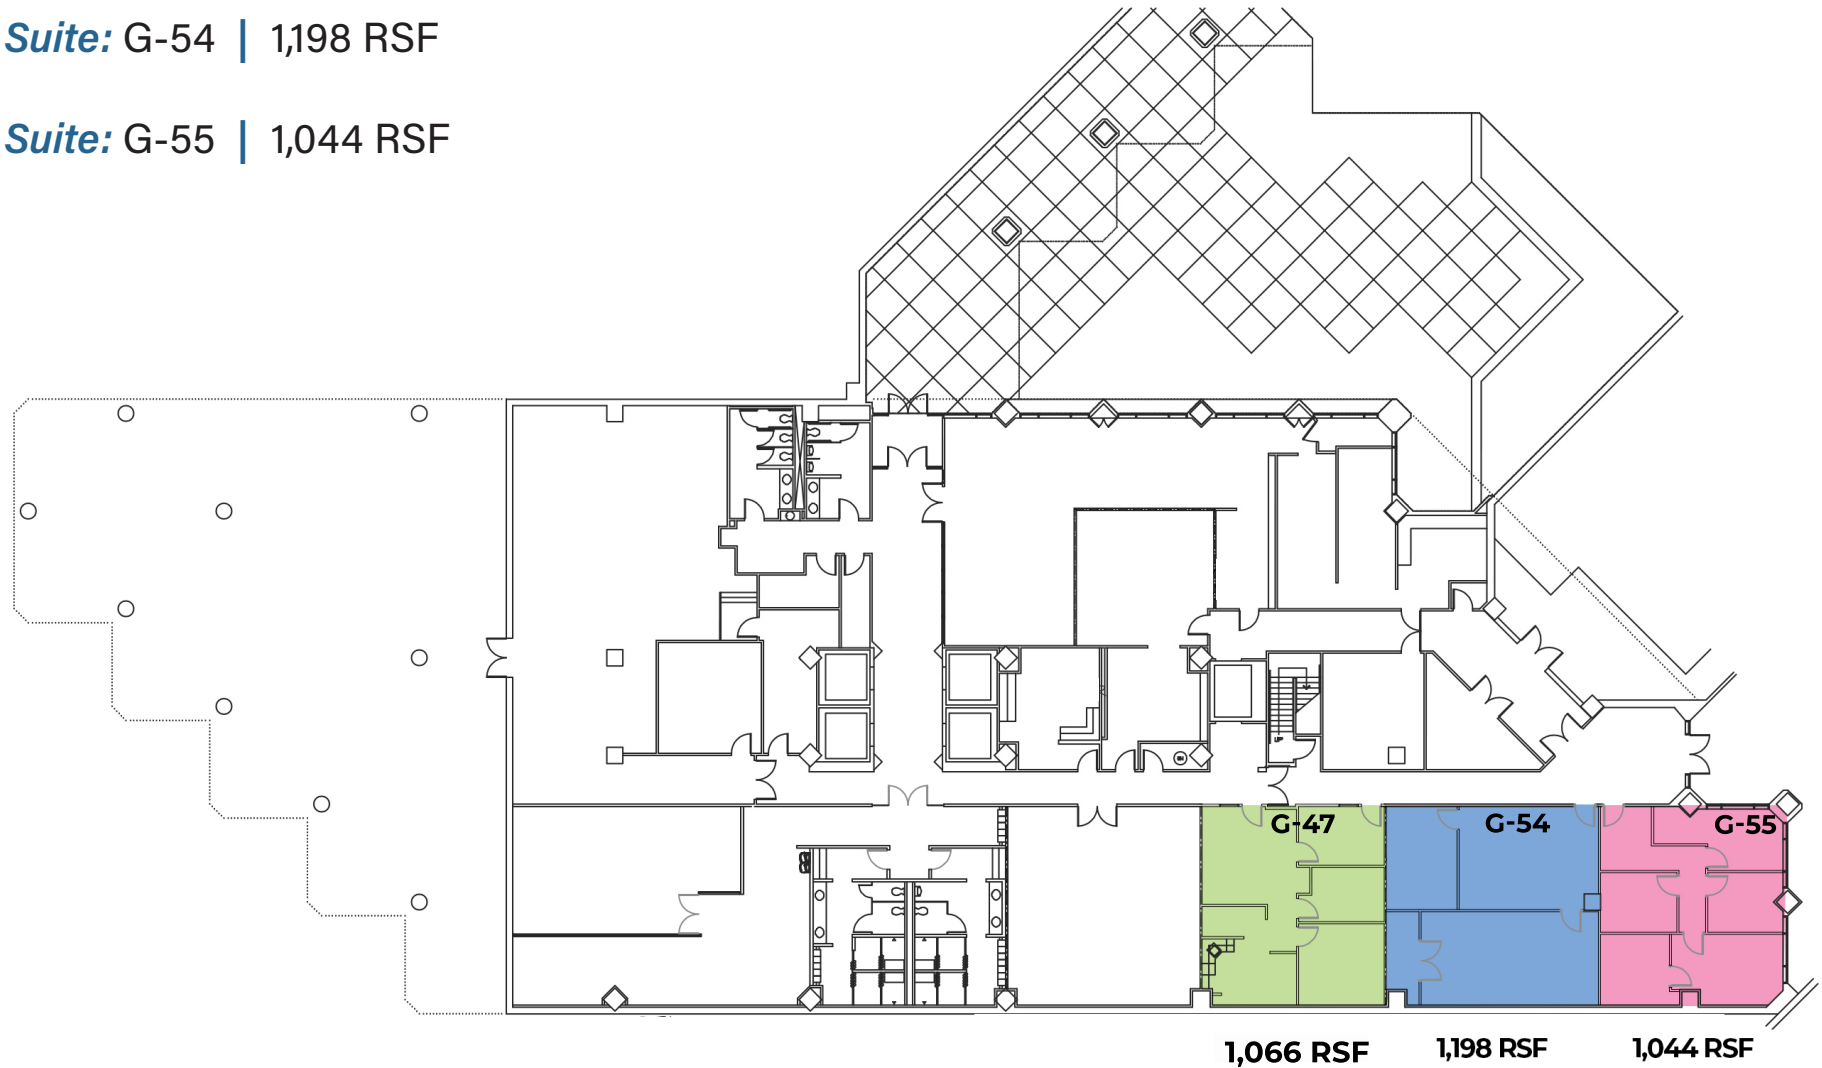 Suite: G-54 | 1,198 RSF
Suite: G-55 | 1,044 RSF
UP
G-47
G-54
G-55
1,066 RSF
1,198 RSF
1,044 RSF